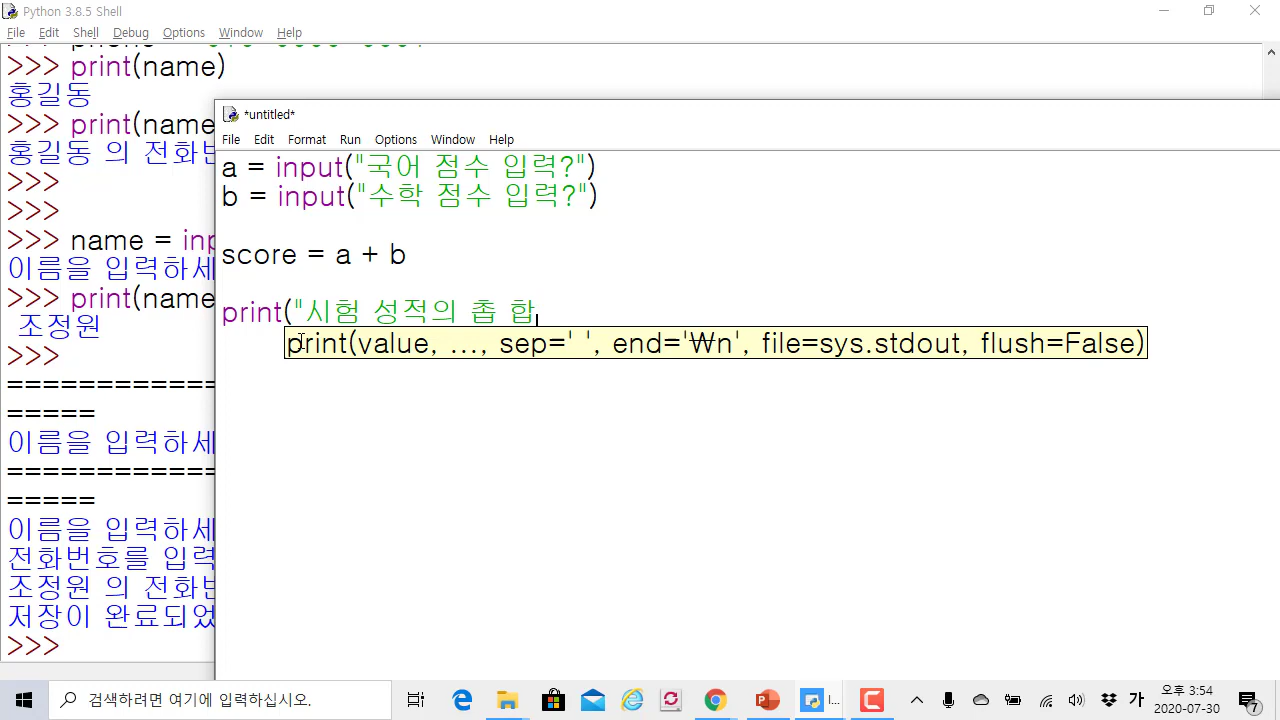 Python 3.8.5 Shell
File Edit Shell Debug Options Window Help
>>> print(name)
홍길동
>>> print(name
홍길동 의 전화번
>>>
>>>
>>> name = inp
이름을 입력하세
>>> print(name
조정원
>>>
=============
=====
이름을 입력하세
=============
=====
이름을 입력하세
전화번호를 입력
조정원 의 전화번
저장이 완료되었
>>>
*untitled*
File Edit Format Run Options Window Help
a = input("국어 점수 입력?")
b = input("수학 점수 입력?")
score = a + b
print("시험 성적의 촙 합
print(value, ..., sep=' ', end='₩n', file=sys.stdout, flush=False)
검색하려면 여기에 입력하십시오.
가
오후 3:54
2020-07-30
7